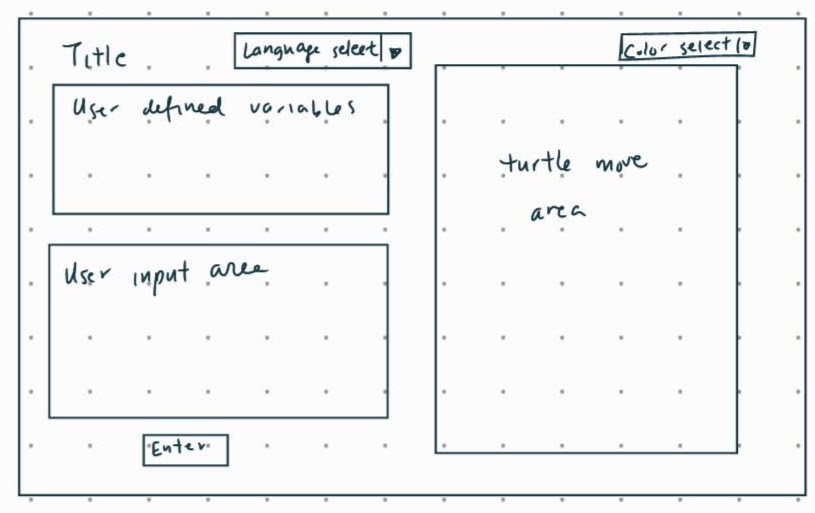 Title
Language select
Color select
User defined variables
turtle move
area
User input area
Enter